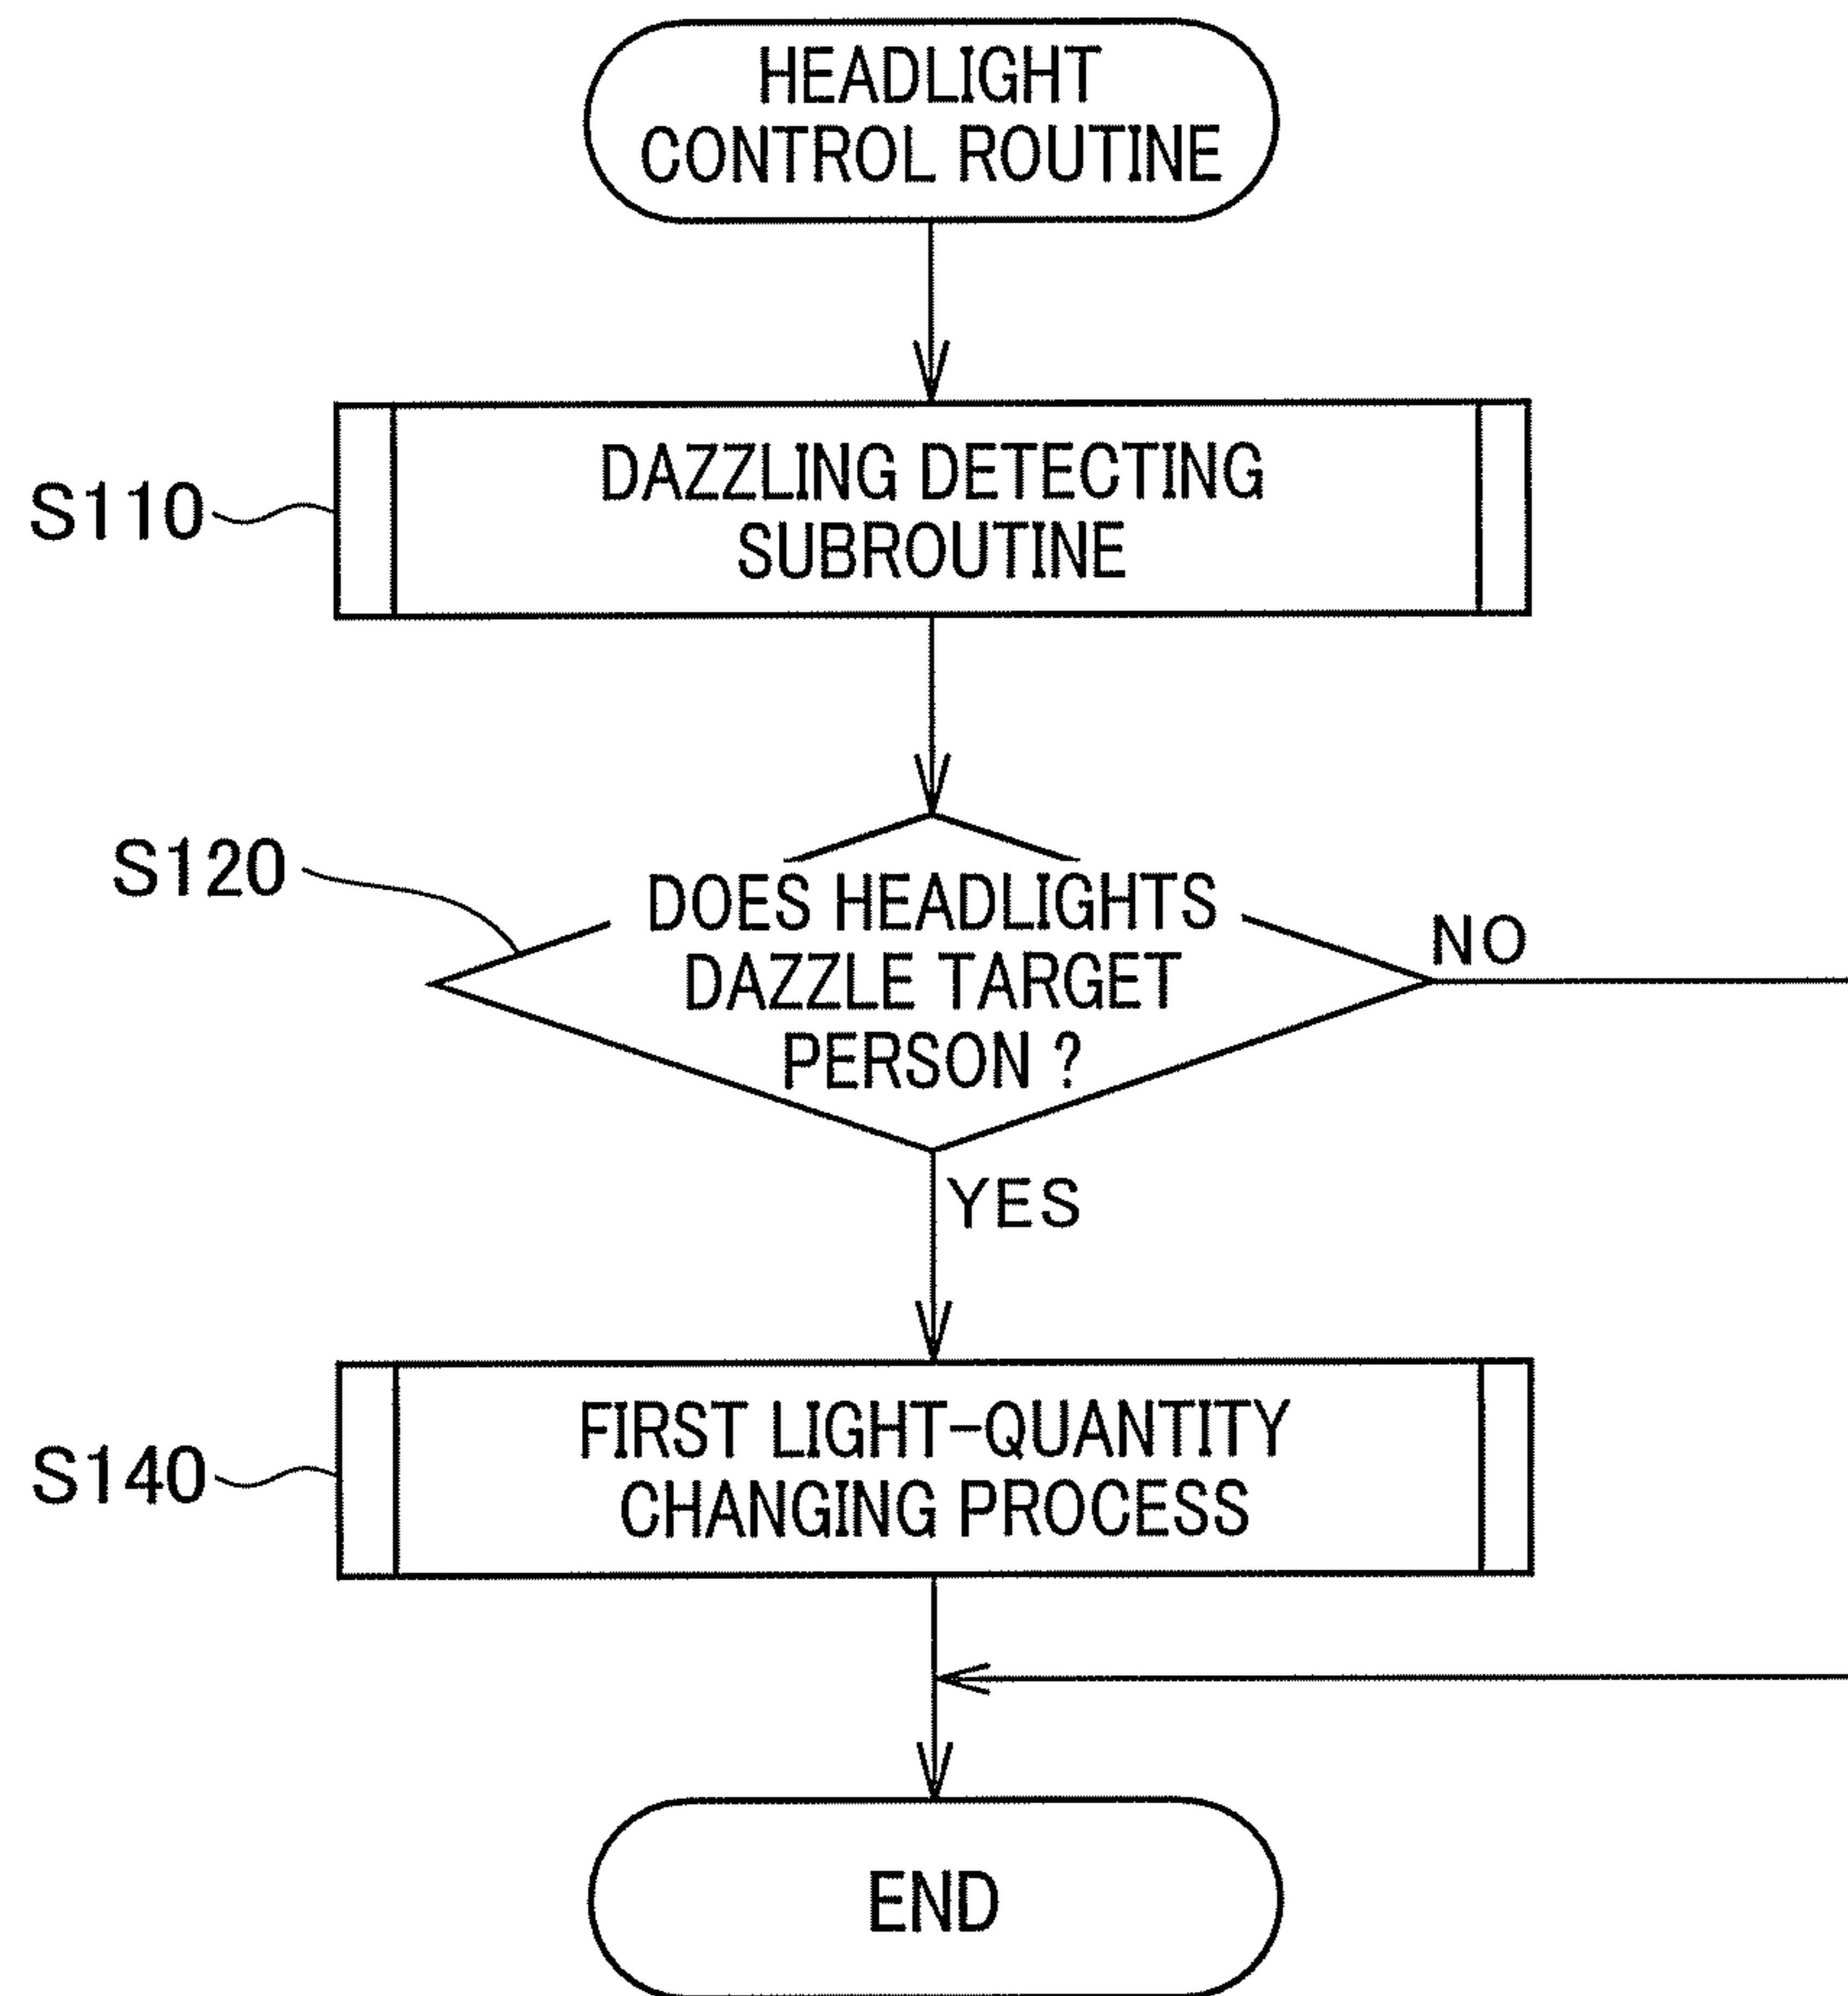 HEADLIGHT
CONTROL ROUTINE
S110
DAZZLING DETECTING
SUBROUTINE
S120
DOES HEADLIGHTS
DAZZLE TARGET
PERSON ?
NO
YES
S140
FIRST LIGHT-QUANTITY
CHANGING PROCESS
END